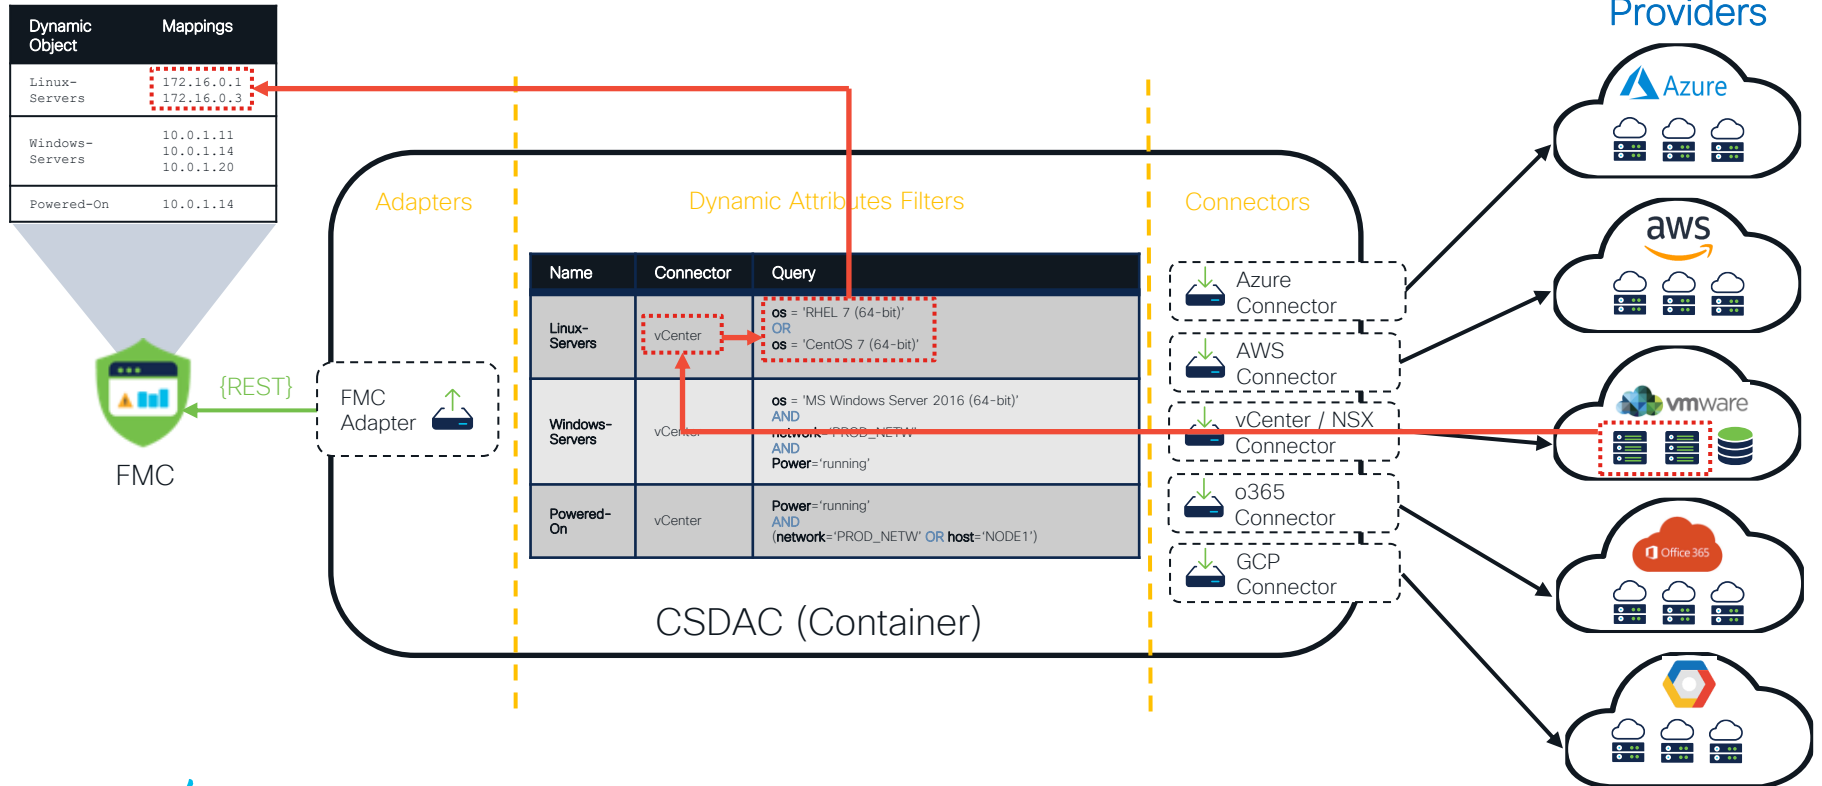 Providers
Dynamic Object
Mappings
Linux-Servers
172.16.0.1
172.16.0.3
Windows-Servers
10.0.1.11
10.0.1.14
10.0.1.20
Powered-On
10.0.1.14
Adapters
Dynamic Attributes Filters
Connectors
Name
Connector
Query
Linux-
Servers
vCenter
os = 'RHEL 7 (64-bit)'
OR
os = 'CentOS 7 (64-bit)'
Windows-
Servers
vCenter
os = 'MS Windows Server 2016 (64-bit)'
AND
network='PROD_NETW'
AND
Power='running'
Powered-
On
vCenter
Power='running'
AND
(network='PROD_NETW' OR host='NODE1')
CSDAC (Container)
FMC
{REST}
FMC
Adapter
Azure
Connector
AWS
Connector
vCenter / NSX
Connector
o365
Connector
GCP
Connector
Azure
aws
vmware
Office 365